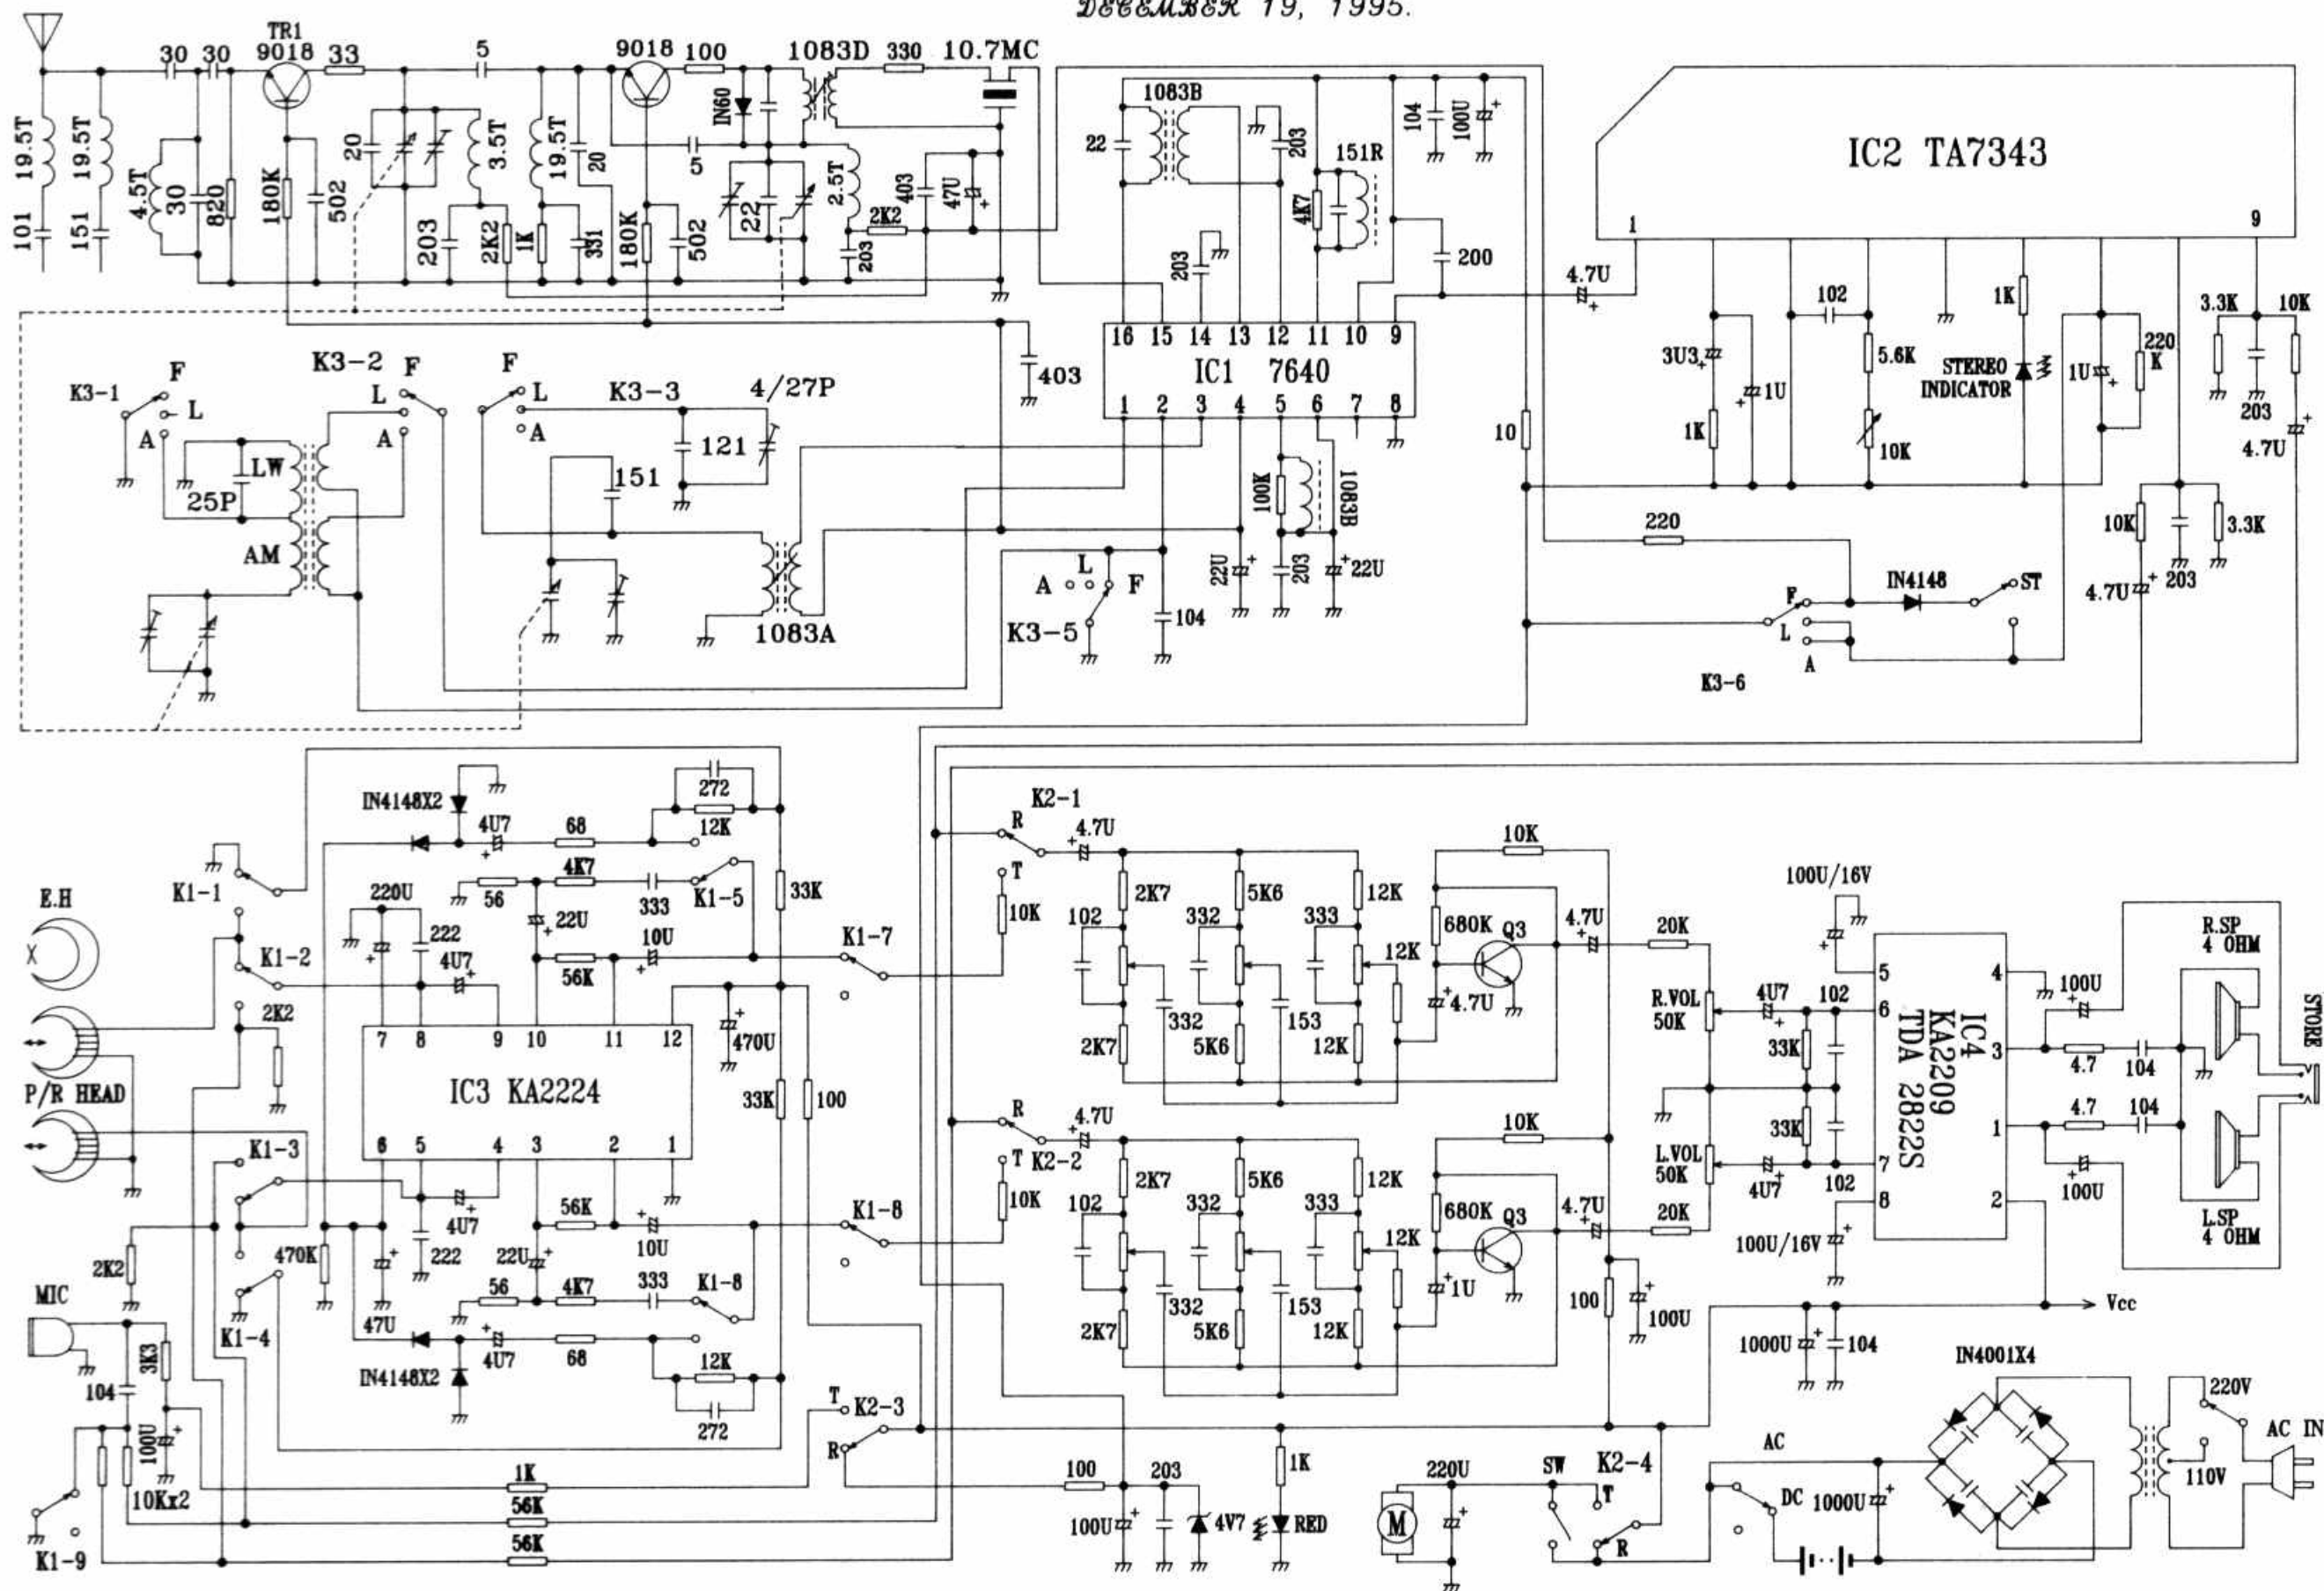 DECEMBER 19, 1995.
TR1
30 30 9018 33 5 9018 100 1083D 330 10.7MC
IN60 1083B 104 100U
19.5T 19.5T 4.5T 30 820 180K 502 20 3.5T 19.5T 20 5 22 2.5T 403 47U 22 203 151R
IC2 TA7343
101 151 203 2K2 1K 331 180K 502 2K2 203 203 4K7 200
1 9
4.7U 102 1K 3.3K 10K
K3-1 F L A K3-2 F L A F L A K3-3 4/27P 403
16 15 14 13 12 11 10 9
IC1 7640
1 2 3 4 5 6 7 8
3U3 1U 5.6K STEREO INDICATOR 1U 220 K 203
10 1K 10K 4.7U
LW 25P AM 151 121 100K 1083B
220 10K 3.3K
22U 203 22U
A L F IN4148 ST 4.7U 203
K3-5 104 F L A
1083A
K3-6
IN4148X2 4U7 68 272 12K K2-1 R 4.7U 10K
E.H K1-1 220U 4K7 56 333 K1-5 33K T
222 22U 10U 10K 102 2K7 332 5K6 333 12K 680K Q3 4.7U 20K 100U/16V
K1-2 4U7 56K K1-7 12K 4.7U
R.SP
4 OHM
2K2 332 153 2K7 5K6 12K
7 8 9 10 11 12 470U
R.VOL
50K 4U7 102 33K
5 6 4 3 100U
IC4
KA2209
TDA 2822S
4.7 104 STORE
P/R HEAD IC3 KA2224 33K 100
6 5 4 3 2 1
K1-3
R 4.7U T K2-2 10K
33K 4.7 104 1
L.VOL
50K 4U7 102 7 8 2 100U
10K 102 2K7 332 5K6 333 12K 680K Q3 4.7U 20K
4U7 56K 10U K1-8 12K 1U
222 22U 470K 2K2
L.SP
4 OHM
100U/16V
MIC 47U 56 4K7 333 K1-8 332 153 100 100U
K1-4 2K7 5K6 12K Vcc
3K3 104 IN4148X2 4U7 68 12K 272 1000U 104 IN4001X4
T K2-3 R 220V
100U 10Kx2 AC AC IN
1K 56K 56K 100 203 1K 220U SW K2-4 T 110V
100U 4V7 RED M R DC 1000U
K1-9